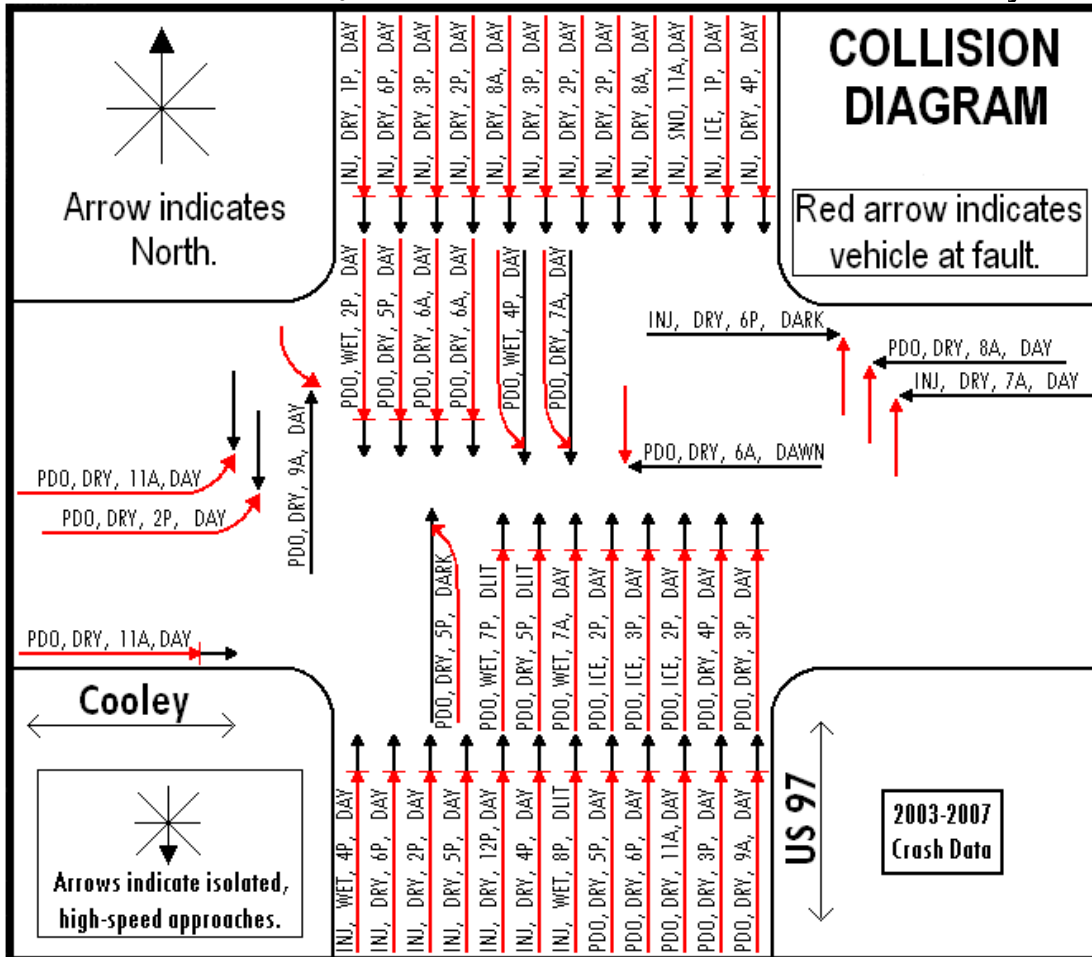 COLLISION
DIAGRAM
Arrow indicates
North.
Red arrow indicates
vehicle at fault.
INJ, DRY, 1P, DAY
INJ, DRY, 6P, DAY
INJ, DRY, 3P, DAY
INJ, DRY, 2P, DAY
INJ, DRY, 8A, DAY
INJ, DRY, 3P, DAY
INJ, DRY, 2P, DAY
INJ, DRY, 2P, DAY
INJ, DRY, 8A, DAY
INJ, SNO, 11A, DAY
INJ, ICE, 1P, DAY
INJ, DRY, 4P, DAY
PDO, WET, 2P, DAY
PDO, DRY, 5P, DAY
PDO, DRY, 6A, DAY
PDO, DRY, 6A, DAY
PDO, WET, 4P, DAY
PDO, DRY, 7A, DAY
INJ, DRY, 6P, DARK
PDO, DRY, 8A, DAY
INJ, DRY, 7A, DAY
PDO, DRY, 6A, DAWN
PDO, DRY, 11A, DAY
PDO, DRY, 2P, DAY
PDO, DRY, 9A, DAY
PDO, DRY, 11A, DAY
PDO, DRY, 5P, DARK
PDO, WET, 7P, DLIT
PDO, DRY, 5P, DLIT
PDO, WET, 7A, DAY
PDO, ICE, 2P, DAY
PDO, ICE, 3P, DAY
PDO, ICE, 2P, DAY
PDO, DRY, 4P, DAY
PDO, DRY, 3P, DAY
Cooley
Arrows indicate isolated,
high-speed approaches.
INJ, WET, 4P, DAY
INJ, DRY, 6P, DAY
INJ, DRY, 2P, DAY
INJ, DRY, 5P, DAY
INJ, DRY, 12P, DAY
INJ, DRY, 4P, DAY
INJ, WET, 8P, DLIT
PDO, DRY, 5P, DAY
PDO, DRY, 6P, DAY
PDO, DRY, 11A, DAY
PDO, DRY, 3P, DAY
PDO, DRY, 9A, DAY
US 97
2003-2007
Crash Data